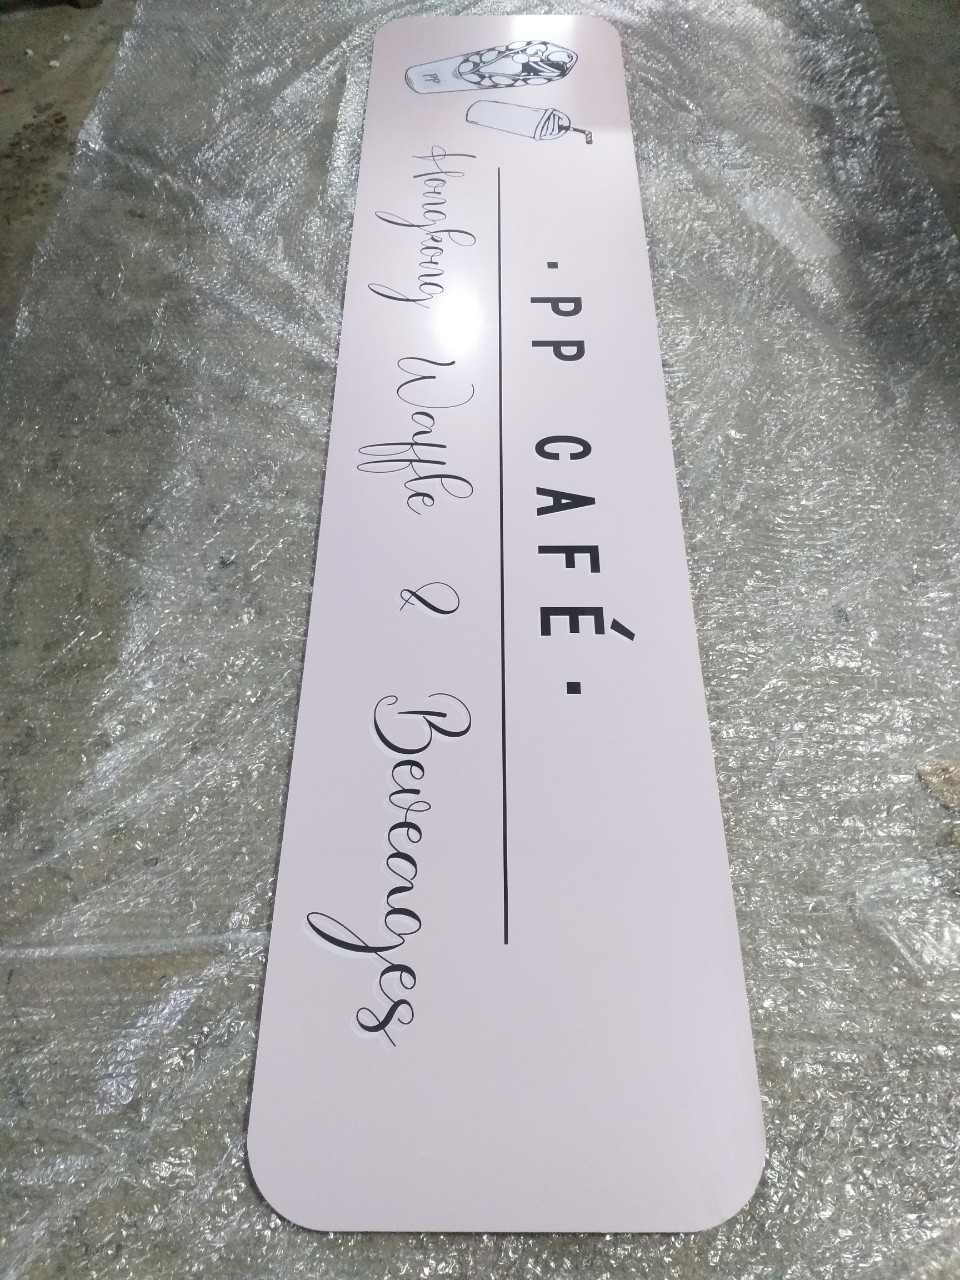 PP
· PP CAFÉ ·
Hongkong Waffle & Beverages